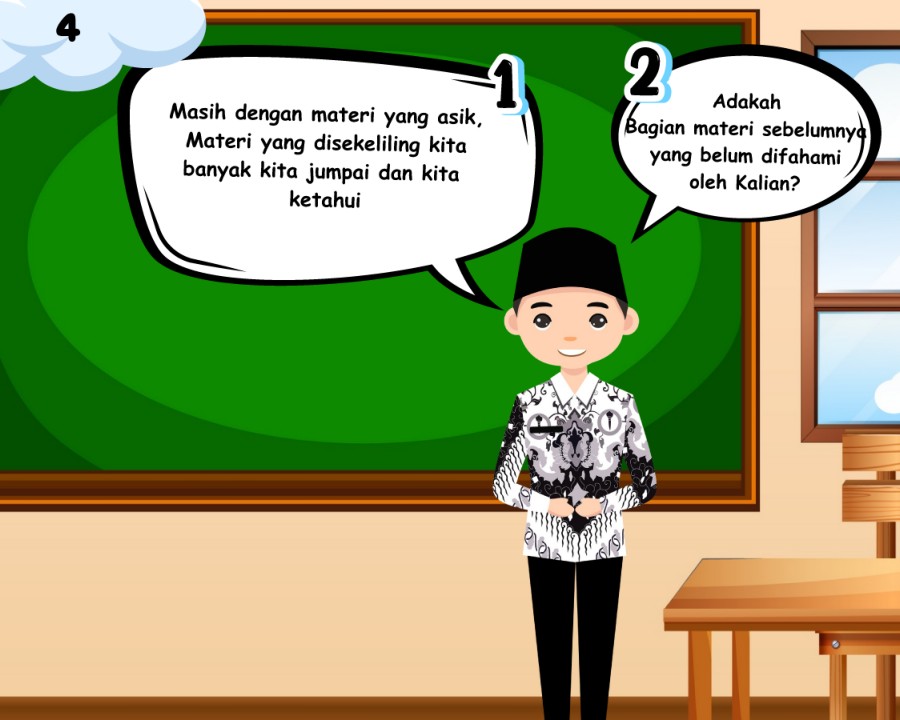 4
1
Masih dengan materi yang asik,
Materi yang disekeliling kita
banyak kita jumpai dan kita
ketahui
2
Adakah
Bagian materi sebelumnya
yang belum difahami
oleh Kalian?